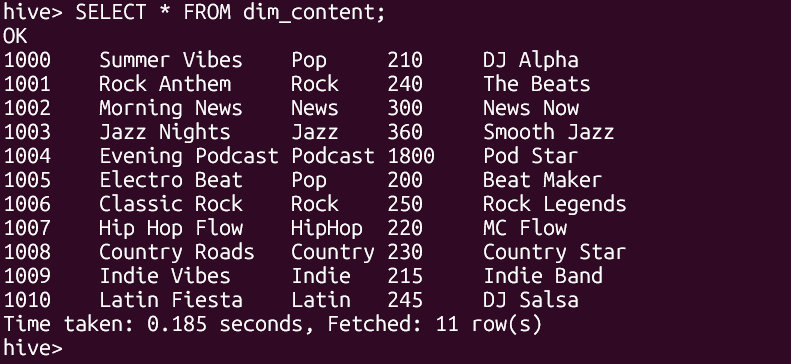 hive> SELECT * FROM dim_content;
OK
1000    Summer Vibes    Pop     210     DJ Alpha
1001    Rock Anthem     Rock    240     The Beats
1002    Morning News    News    300     News Now
1003    Jazz Nights     Jazz    360     Smooth Jazz
1004    Evening Podcast Podcast 1800    Pod Star
1005    Electro Beat    Pop     200     Beat Maker
1006    Classic Rock    Rock    250     Rock Legends
1007    Hip Hop Flow    HipHop  220     MC Flow
1008    Country Roads   Country 230     Country Star
1009    Indie Vibes     Indie   215     Indie Band
1010    Latin Fiesta    Latin   245     DJ Salsa
Time taken: 0.185 seconds, Fetched: 11 row(s)
hive>